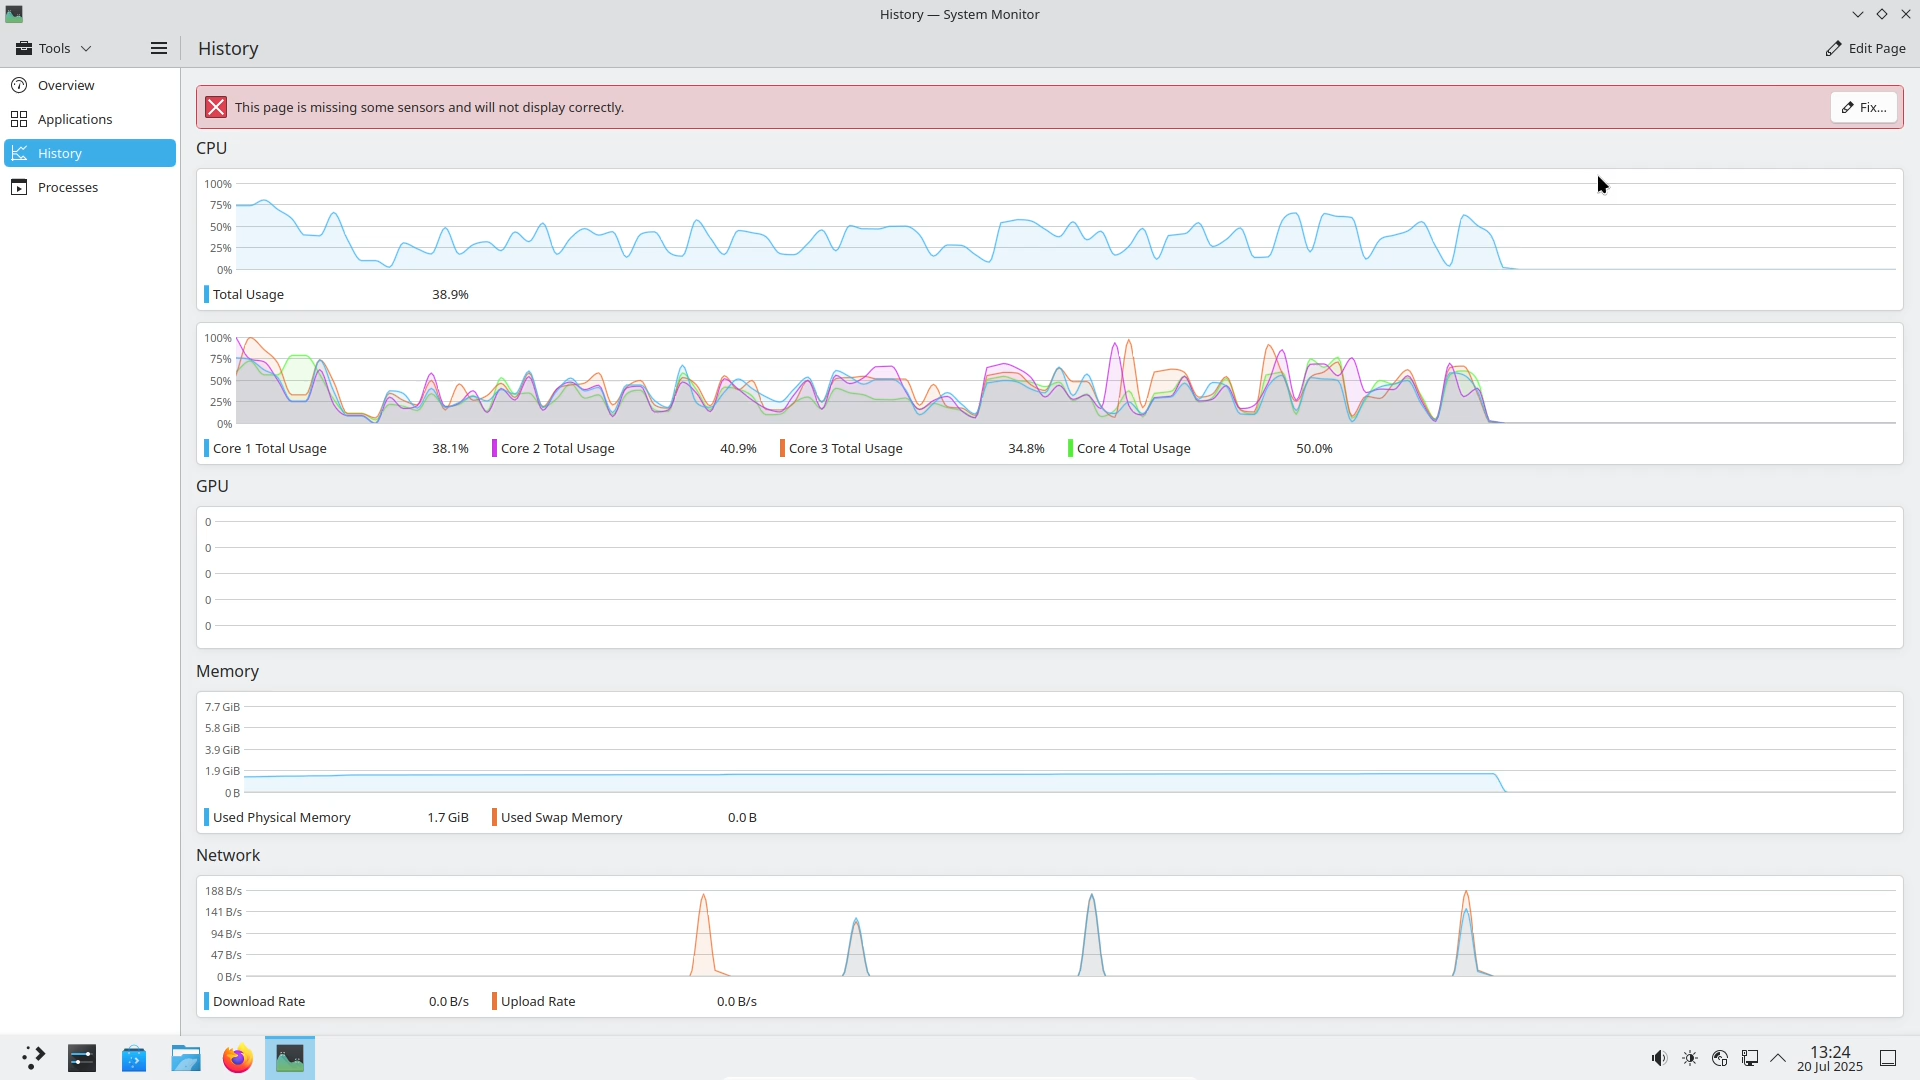 History — System Monitor
Tools
History
Edit Page
Overview
Applications
History
Processes
This page is missing some sensors and will not display correctly.
Fix...
CPU
100%
75%
50%
25%
0%
Total Usage 38.9%
100%
75%
50%
25%
0%
Core 1 Total Usage 38.1% Core 2 Total Usage 40.9% Core 3 Total Usage 34.8% Core 4 Total Usage 50.0%
GPU
0
0
0
0
0
Memory
7.7 GiB
5.8 GiB
3.9 GiB
1.9 GiB
0 B
Used Physical Memory 1.7 GiB Used Swap Memory 0.0 B
Network
188 B/s
141 B/s
94 B/s
47 B/s
0 B/s
Download Rate 0.0 B/s Upload Rate 0.0 B/s
13:24
20 Jul 2025